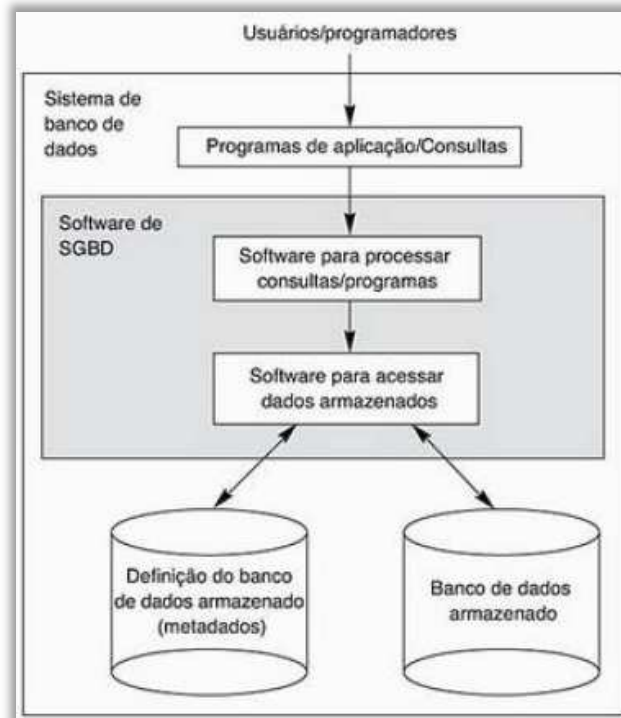 Usuários/programadores
Sistema de
banco de
dados
Programas de aplicação/Consultas
Software de
SGBD
Software para processar
consultas/programas
Software para acessar
dados armazenados
Definição do banco
de dados armazenado
(metadados)
Banco de dados
armazenado